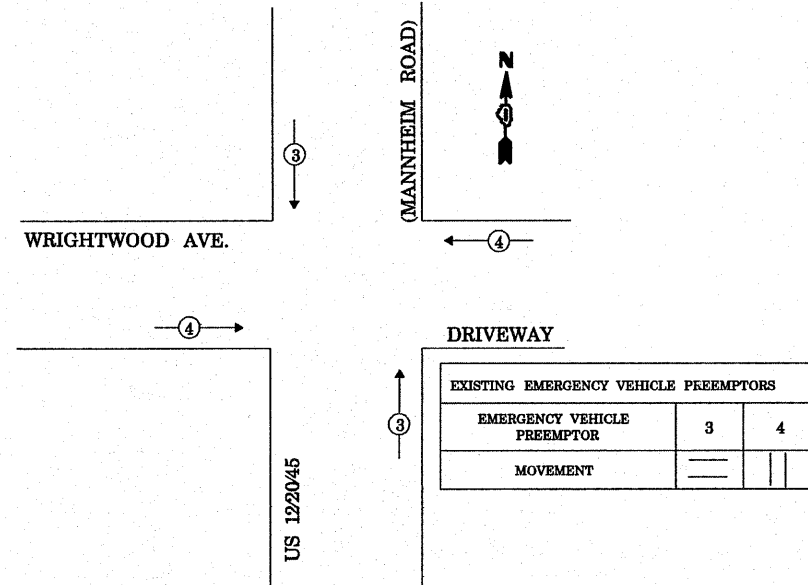 (MANNHEIM ROAD)
N
3
WRIGHTWOOD AVE.
4
4
DRIVEWAY
3
US 12/20/45
EXISTING EMERGENCY VEHICLE PREEMPTORS
EMERGENCY VEHICLE
PREEMPTOR
3
4
MOVEMENT